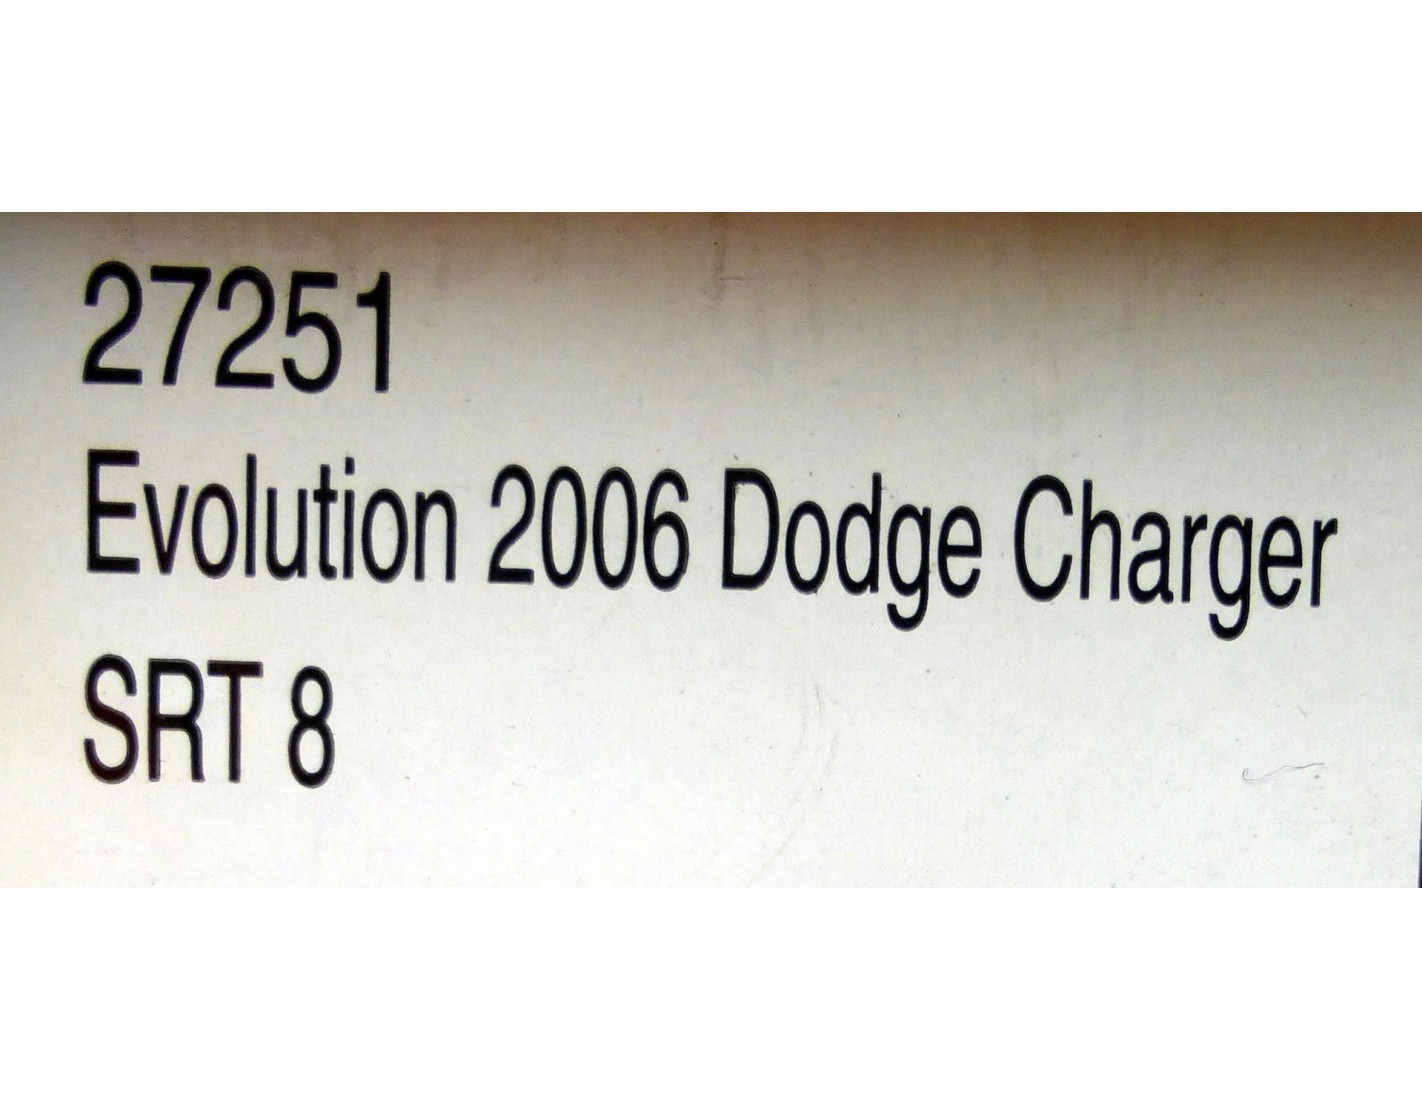 27251
Evolution 2006 Dodge Charger
SRT 8